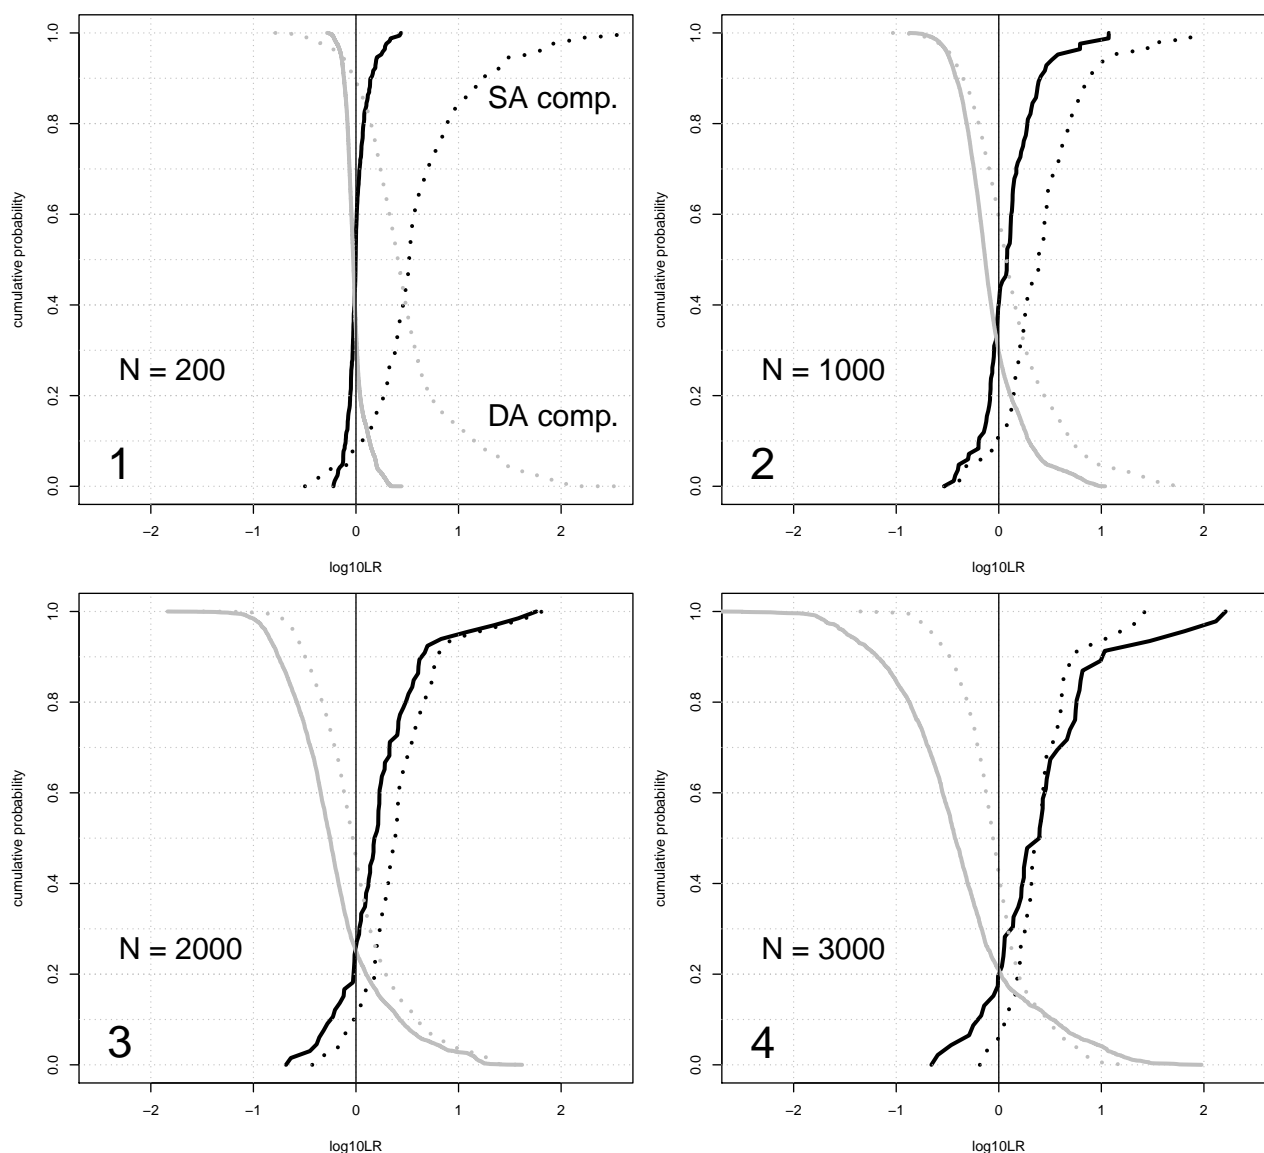 1.0
0.8
0.6
0.4
0.2
0.0
cumulative probability
SA comp.
N = 200
DA comp.
1
−2 −1 0 1 2
log10LR
1.0
0.8
0.6
0.4
0.2
0.0
cumulative probability
N = 1000
2
−2 −1 0 1 2
log10LR
1.0
0.8
0.6
0.4
0.2
0.0
cumulative probability
N = 2000
3
−2 −1 0 1 2
log10LR
1.0
0.8
0.6
0.4
0.2
0.0
cumulative probability
N = 3000
4
−2 −1 0 1 2
log10LR